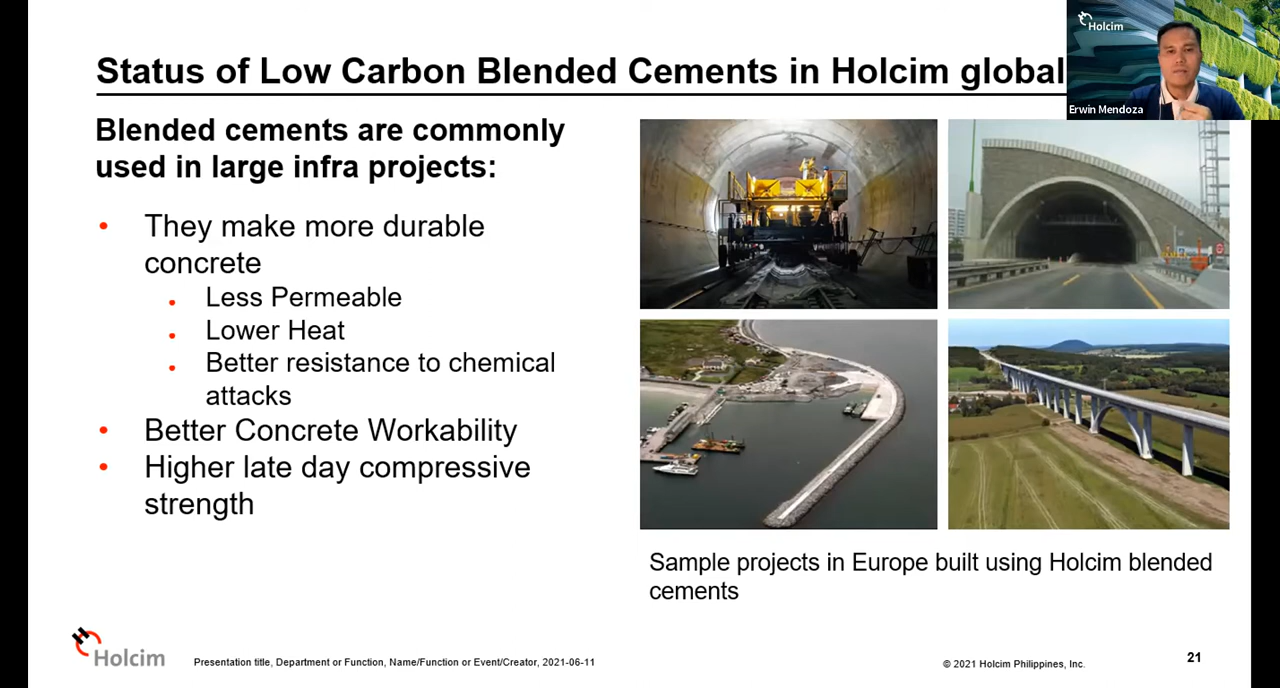 Holcim
Status of Low Carbon Blended Cements in Holcim global
Erwin Mendoza
Blended cements are commonly
used in large infra projects:
• They make more durable
concrete
• Less Permeable
• Lower Heat
• Better resistance to chemical
attacks
• Better Concrete Workability
• Higher late day compressive
strength
Sample projects in Europe built using Holcim blended
cements
Holcim
Presentation title, Department or Function, Name/Function or Event/Creator, 2021-06-11
© 2021 Holcim Philippines, Inc.
21